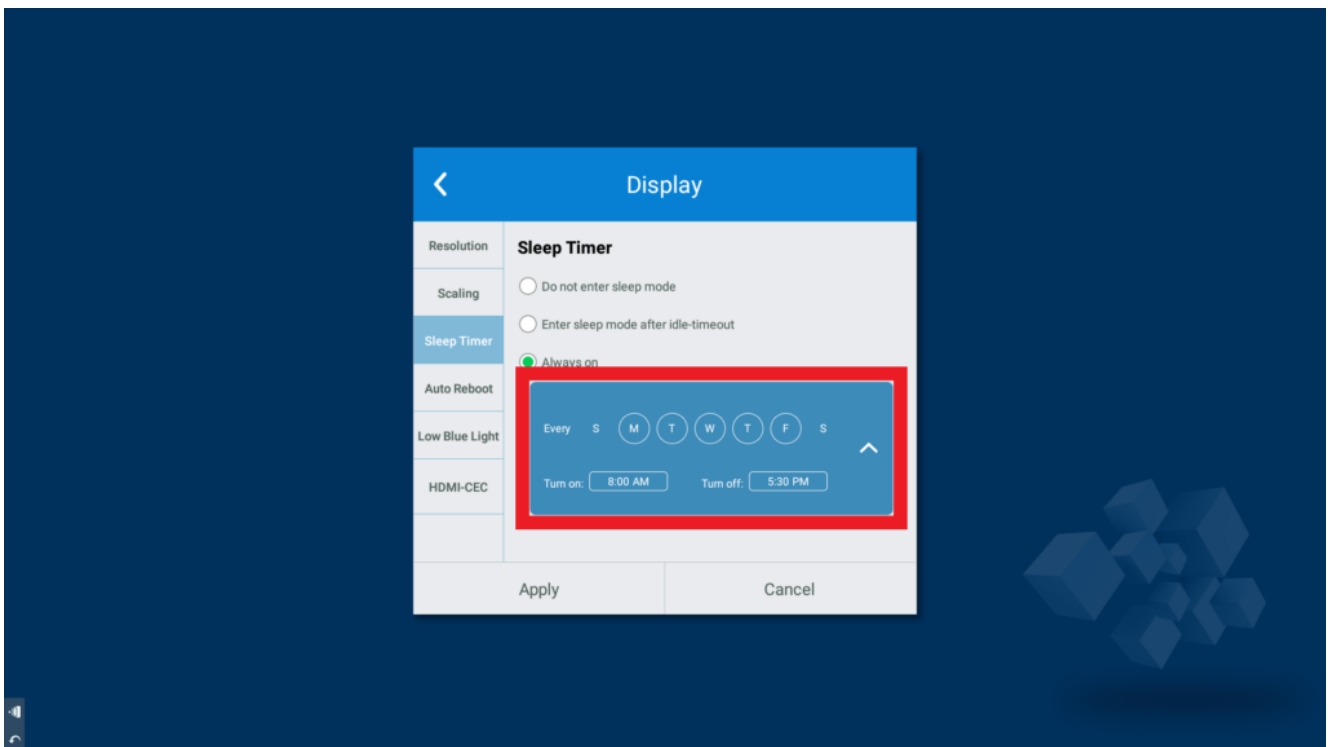 Display
Resolution
Scaling
Sleep Timer
Auto Reboot
Low Blue Light
HDMI-CEC
Sleep Timer
Do not enter sleep mode
Enter sleep mode after idle-timeout
Always on
Every S M T W T F S
Turn on: 8:00 AM Turn off: 5:30 PM
Apply Cancel